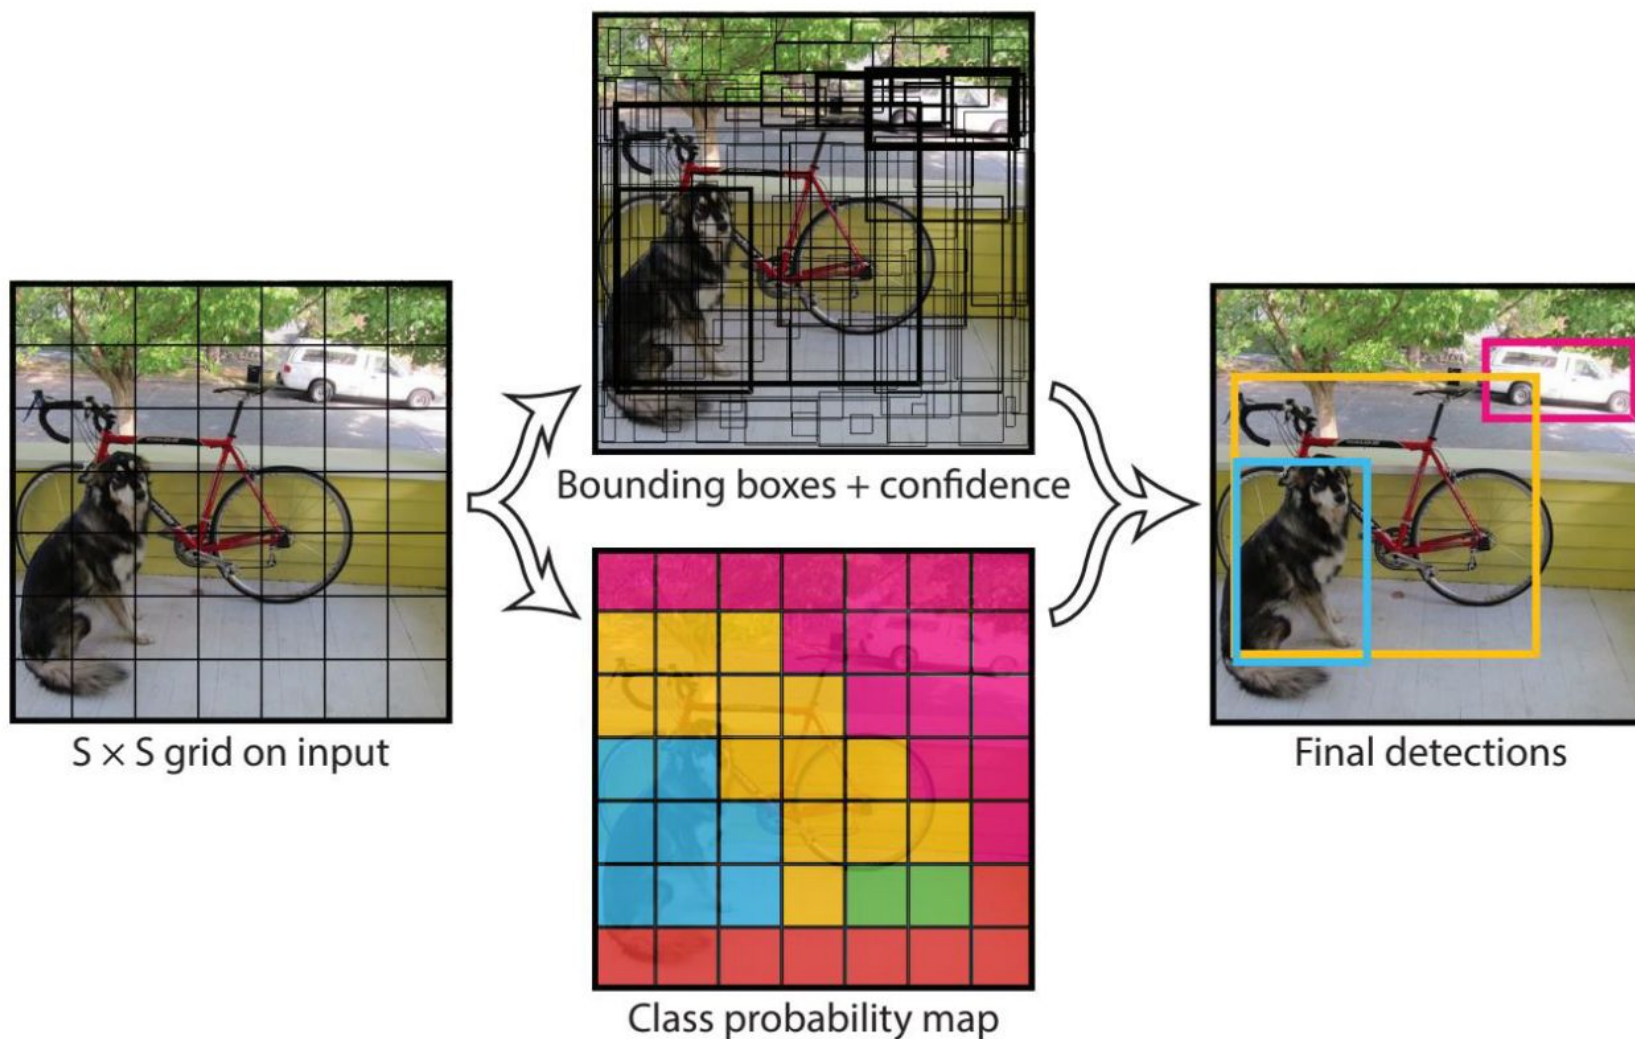 Bounding boxes + confidence
S × S grid on input
Final detections
Class probability map